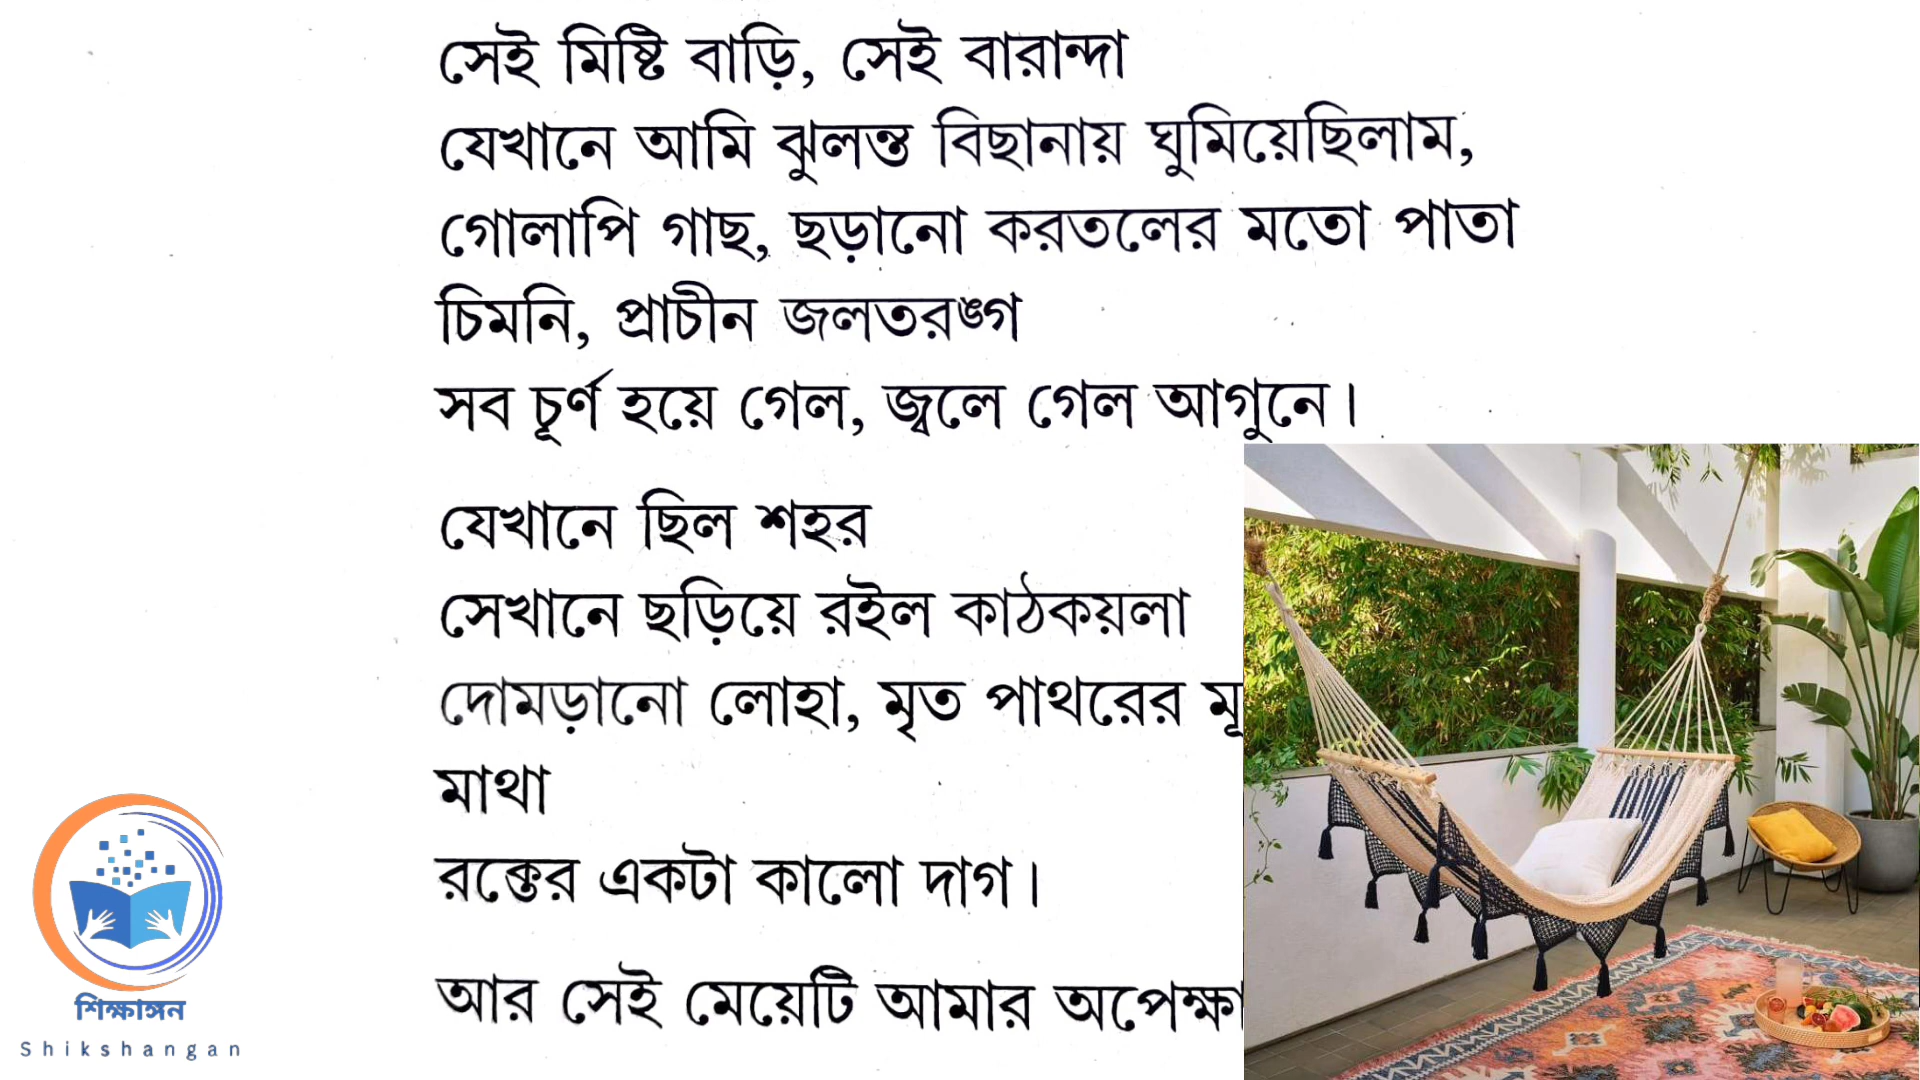 সেই মিষ্টি বাড়ি, সেই বারান্দা
যেখানে আমি ঝুলন্ত বিছানায় ঘুমিয়েছিলাম,
গোলাপি গাছ, ছড়ানো করতলের মতো পাতা
চিমনি, প্রাচীন জলতরঙ্গ
সব চূর্ণ হয়ে গেল, জ্বলে গেল আগুনে।
যেখানে ছিল শহর
সেখানে ছড়িয়ে রইল কাঠকয়লা
দোমড়ানো লোহা, মৃত পাথরের
মাথা
রক্তের একটা কালো দাগ।
আর সেই মেয়েটি আমার
শিক্ষাঙ্গন
Shikshangan